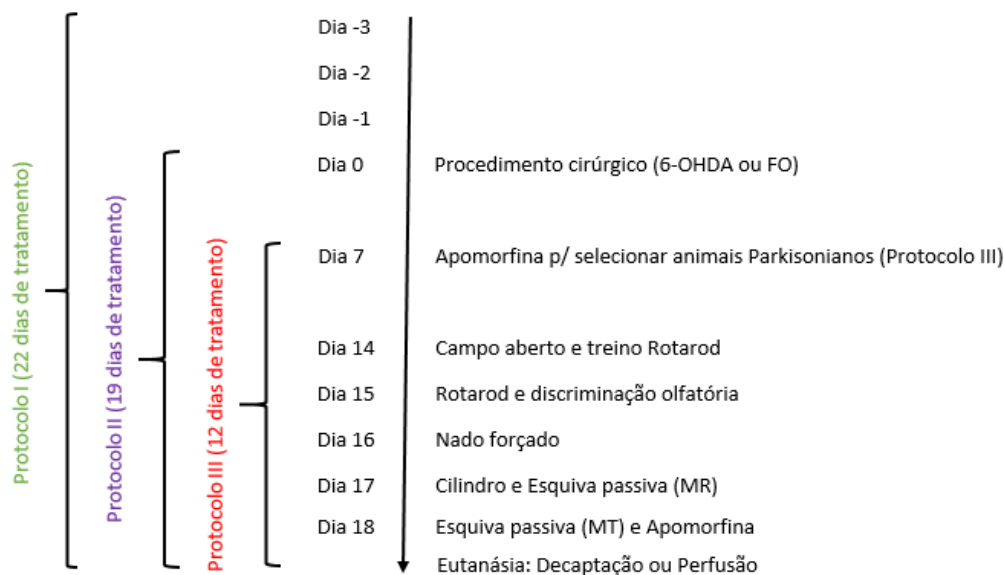 Protocolo I (22 dias de tratamento)
Protocolo II (19 dias de tratamento)
Protocolo III (12 dias de tratamento)
Dia -3
Dia -2
Dia -1
Dia 0 Procedimento cirúrgico (6-OHDA ou FO)
Dia 7 Apomorfina p/ selecionar animais Parkisonianos (Protocolo III)
Dia 14 Campo aberto e treino Rotarod
Dia 15 Rotarod e discriminação olfatória
Dia 16 Nado forçado
Dia 17 Cilindro e Esquiva passiva (MR)
Dia 18 Esquiva passiva (MT) e Apomorfina
Eutanásia: Decaptação ou Perfusão